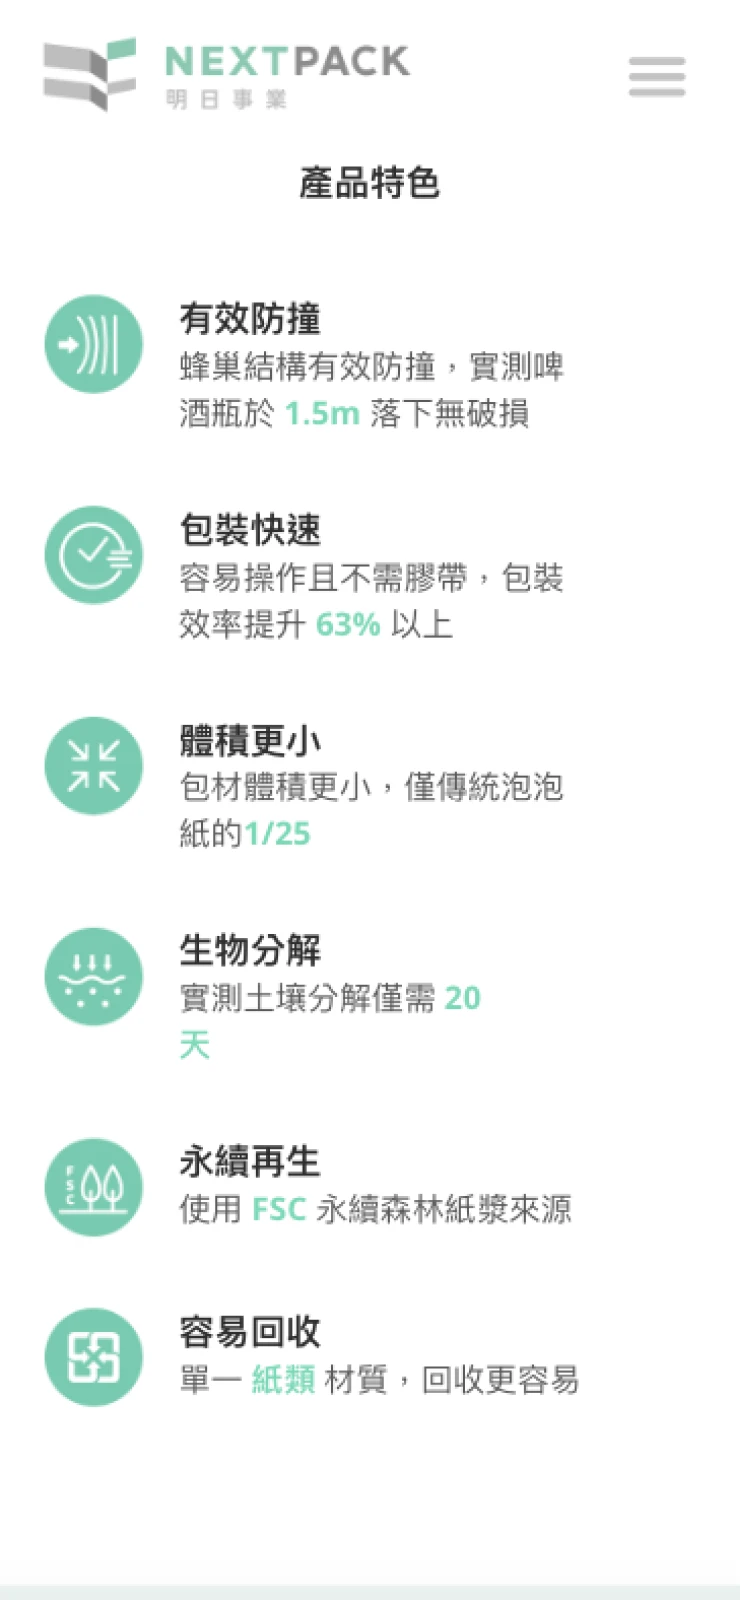 NEXTPACK
明日事業
產品特色
有效防撞
蜂巢結構有效防撞，實測啤
酒瓶於 1.5m 落下無破損
包裝快速
容易操作且不需膠帶，包裝
效率提升 63% 以上
體積更小
包材體積更小，僅傳統泡泡
紙的1/25
生物分解
實測土壤分解僅需 20
天
FSC
永續再生
使用 FSC 永續森林紙漿來源
容易回收
單一 紙類 材質，回收更容易